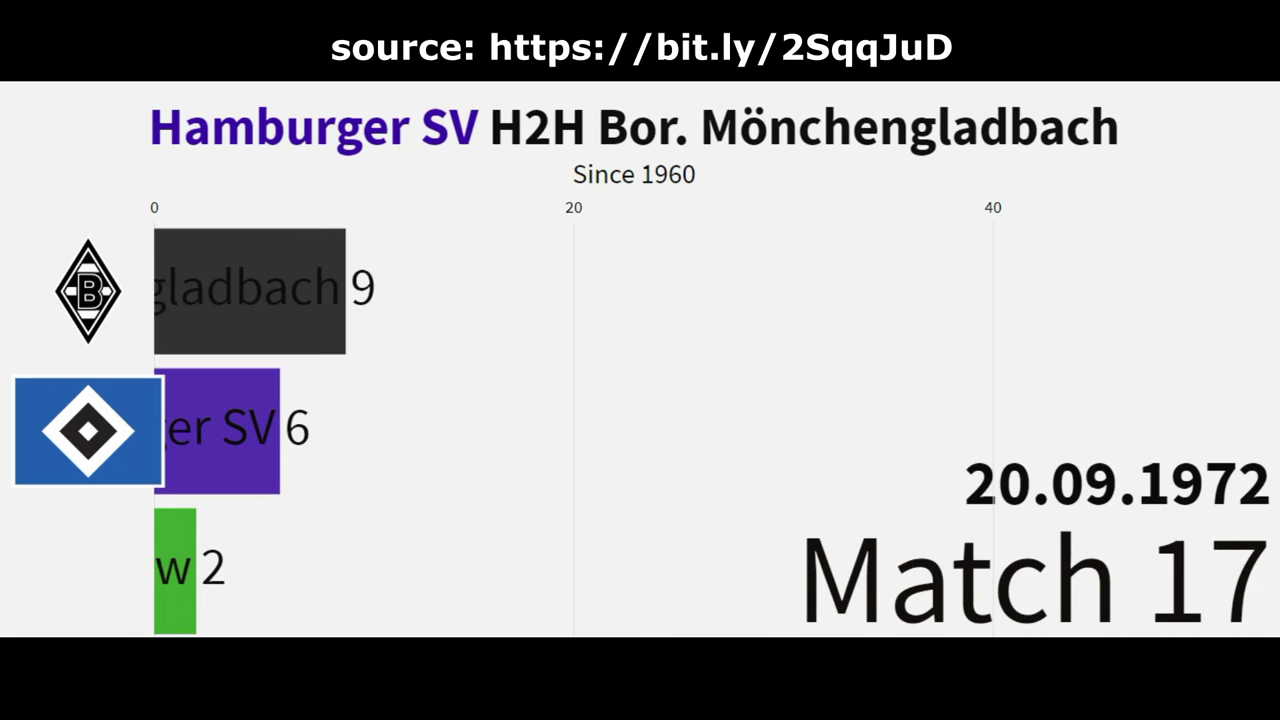 source: https://bit.ly/2SqqJuD
Hamburger SV H2H Bor. Mönchengladbach
Since 1960
0 20 40
B
gladbach 9
er SV 6
w 2
20.09.1972
Match 17